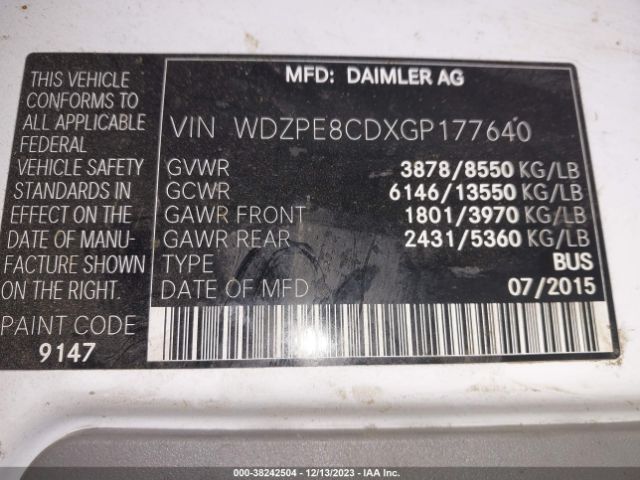 MFD: DAIMLER AG
THIS VEHICLE
CONFORMS TO
ALL APPLICABLE
FEDERAL
VEHICLE SAFETY
STANDARDS IN
EFFECT ON THE
DATE OF MANU-
FACTURE SHOWN
ON THE RIGHT.
PAINT CODE
9147
VIN WDZPE8CDXGP177640
GVWR 3878/8550 KG/LB
GCWR 6146/13550 KG/LB
GAWR FRONT 1801/3970 KG/LB
GAWR REAR 2431/5360 KG/LB
TYPE BUS
DATE OF MFD 07/2015
000-38242504 - 12/13/2023 - IAA Inc.